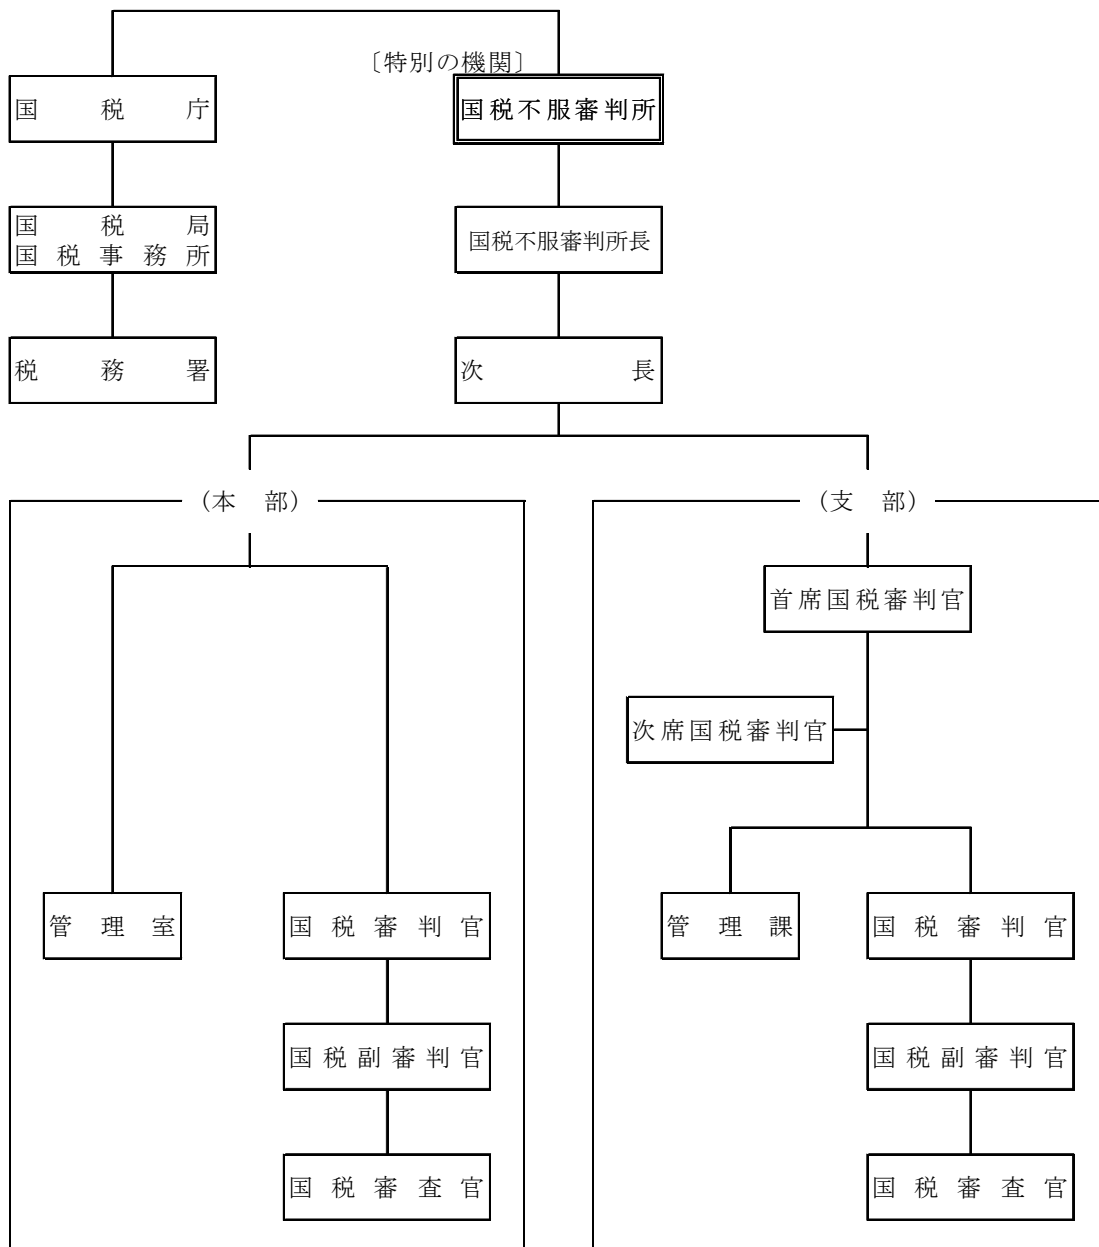 〔特別の機関〕
国税庁
国税不服審判所
国税局
国税事務所
国税不服審判所長
税務署
次長
（本部）
（支部）
首席国税審判官
次席国税審判官
管理室
国税審判官
管理課
国税審判官
国税副審判官
国税副審判官
国税審査官
国税審査官